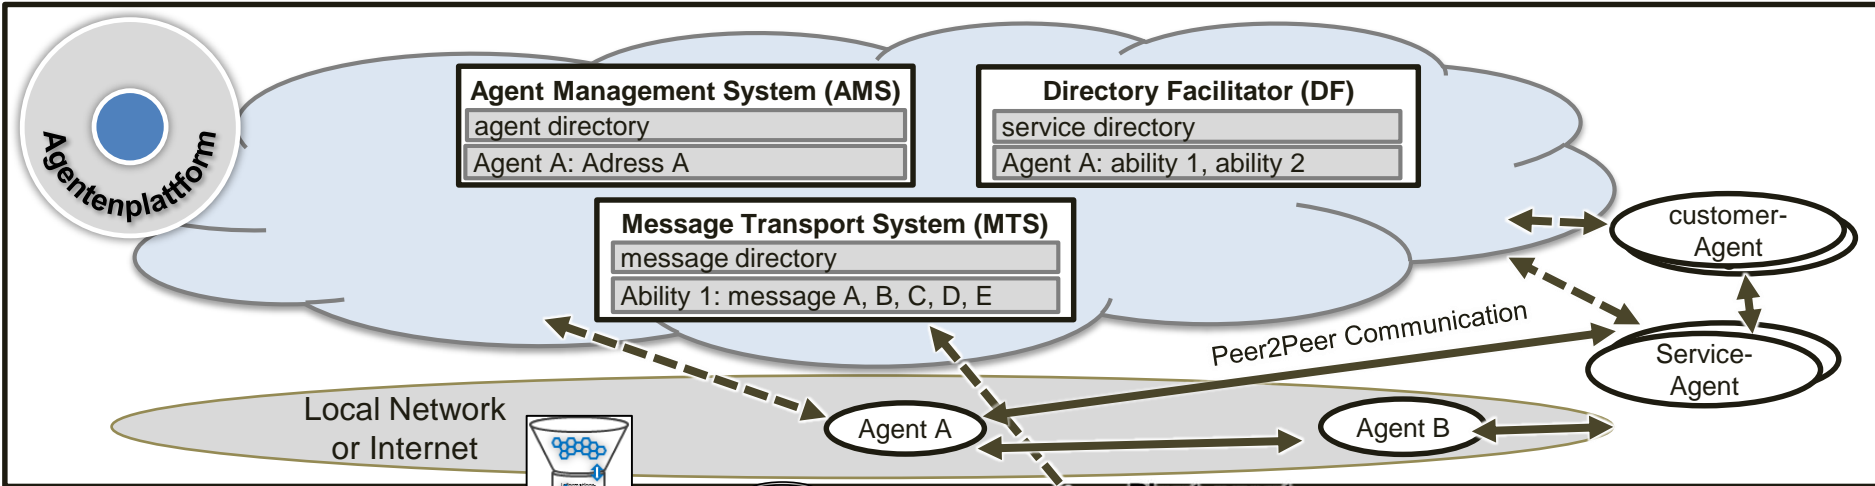 Agentenplattform
Agent Management System (AMS)
agent directory
Agent A: Adress A
Directory Facilitator (DF)
service directory
Agent A: ability 1, ability 2
Message Transport System (MTS)
message directory
Ability 1: message A, B, C, D, E
customer-
Agent
Peer2Peer Communication
Service-
Agent
Local Network
or Internet
Agent A
Agent B